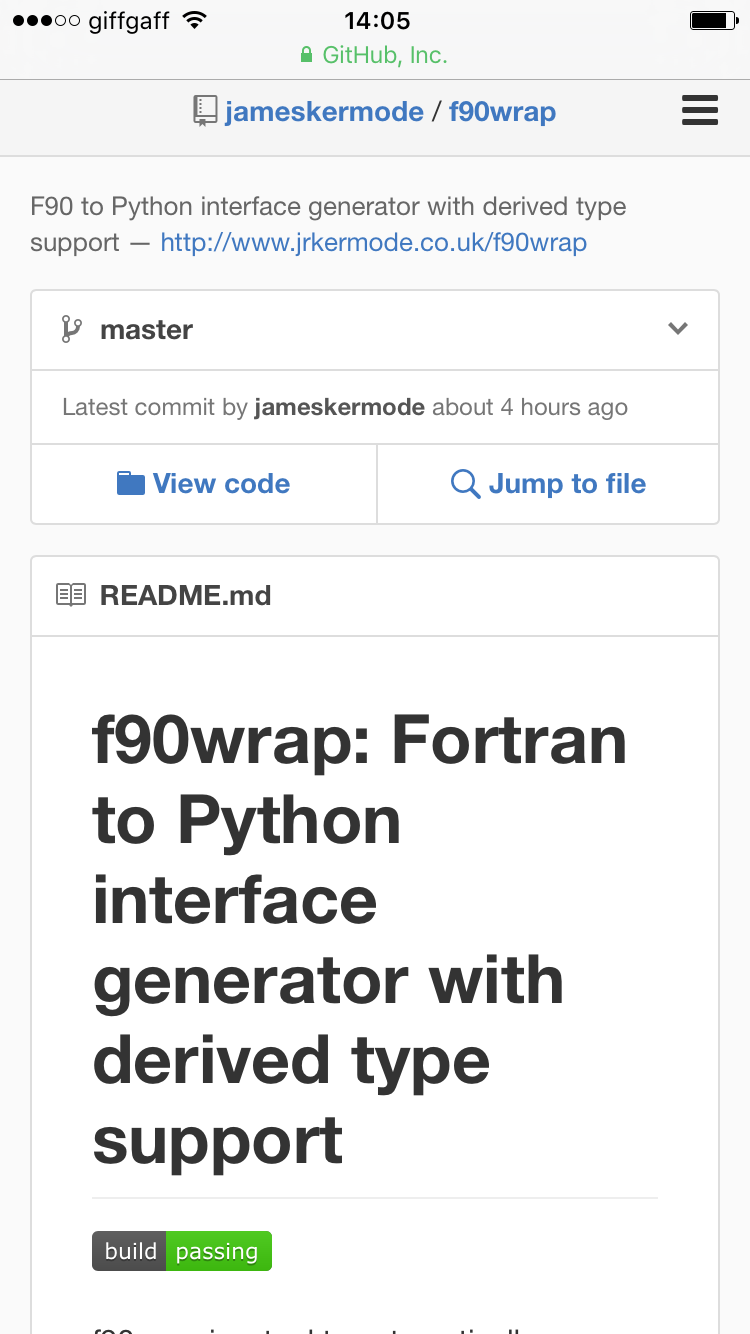 giffgaff 14:05
GitHub, Inc.
jameskermode / f90wrap
F90 to Python interface generator with derived type
support — http://www.jrkermode.co.uk/f90wrap
master
Latest commit by jameskermode about 4 hours ago
View code Jump to file
README.md
f90wrap: Fortran
to Python
interface
generator with
derived type
support
build passing